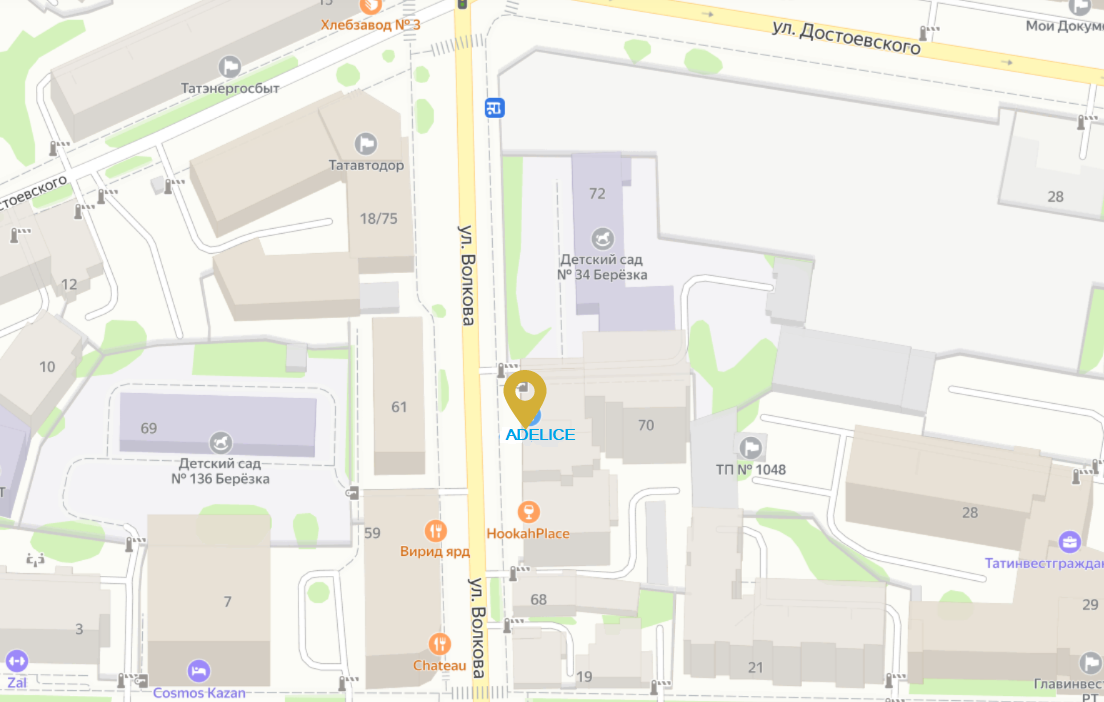 15
Хлебзавод № 3
ул. Достоевского
Мои Докум
Татэнергосбыт
Татавтодор
стоевского
18/75
72
28
Детский сад
№ 34 Берёзка
ул. Волкова
12
10
61
69
70
ADELICE
Детский сад
№ 136 Берёзка
ТП № 1048
Т
HookahPlace
28
59
Вирид ярд
Татинвестграждан
7
68
ул. Волкова
29
3
Chateau
21
19
Zal
Cosmos Kazan
Главинвест
РТ